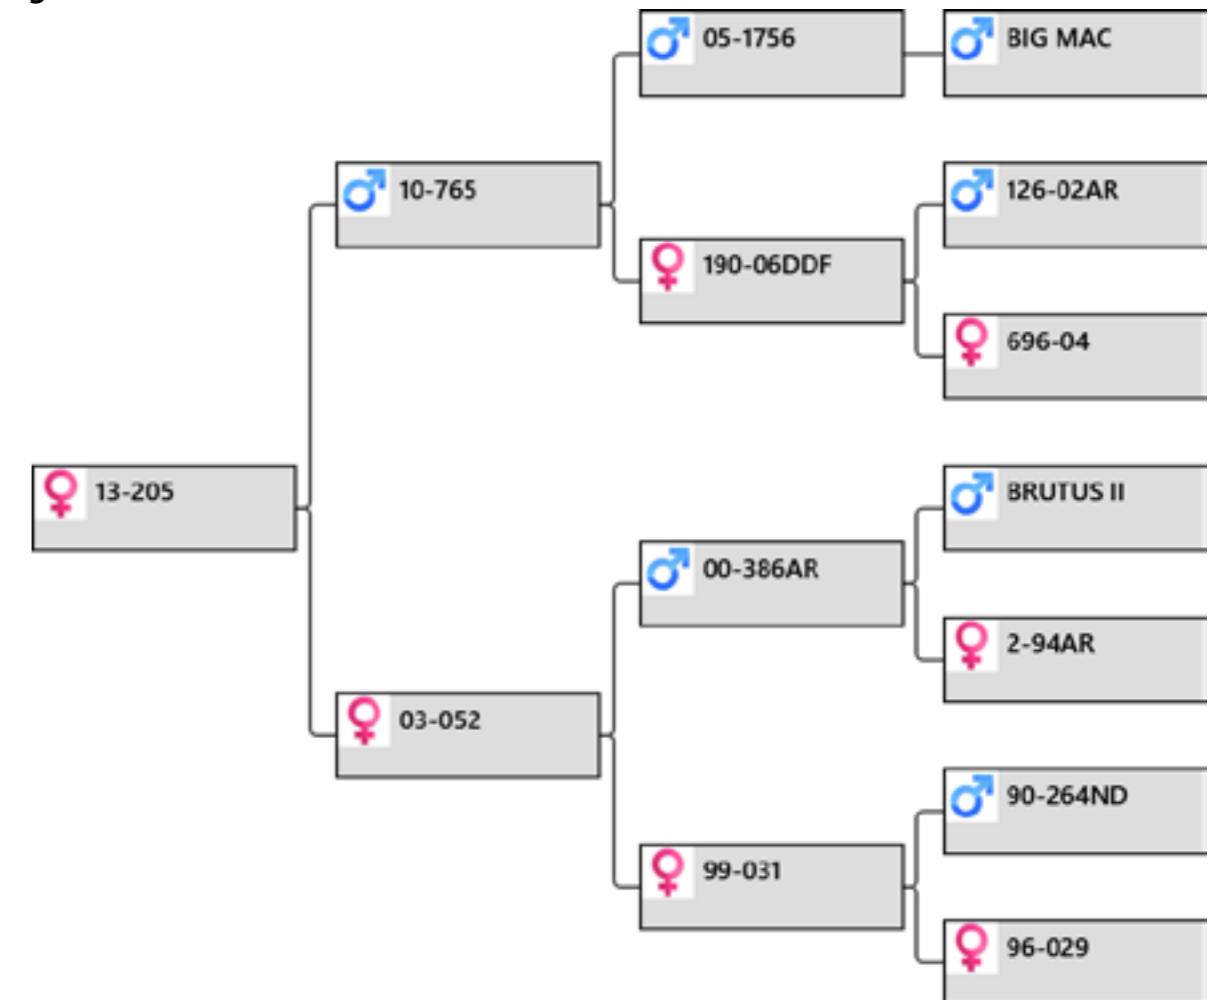 05-1756
BIG MAC
10-765
126-02AR
190-06DDF
696-04
13-205
BRUTUS II
00-386AR
2-94AR
03-052
90-264ND
99-031
96-029